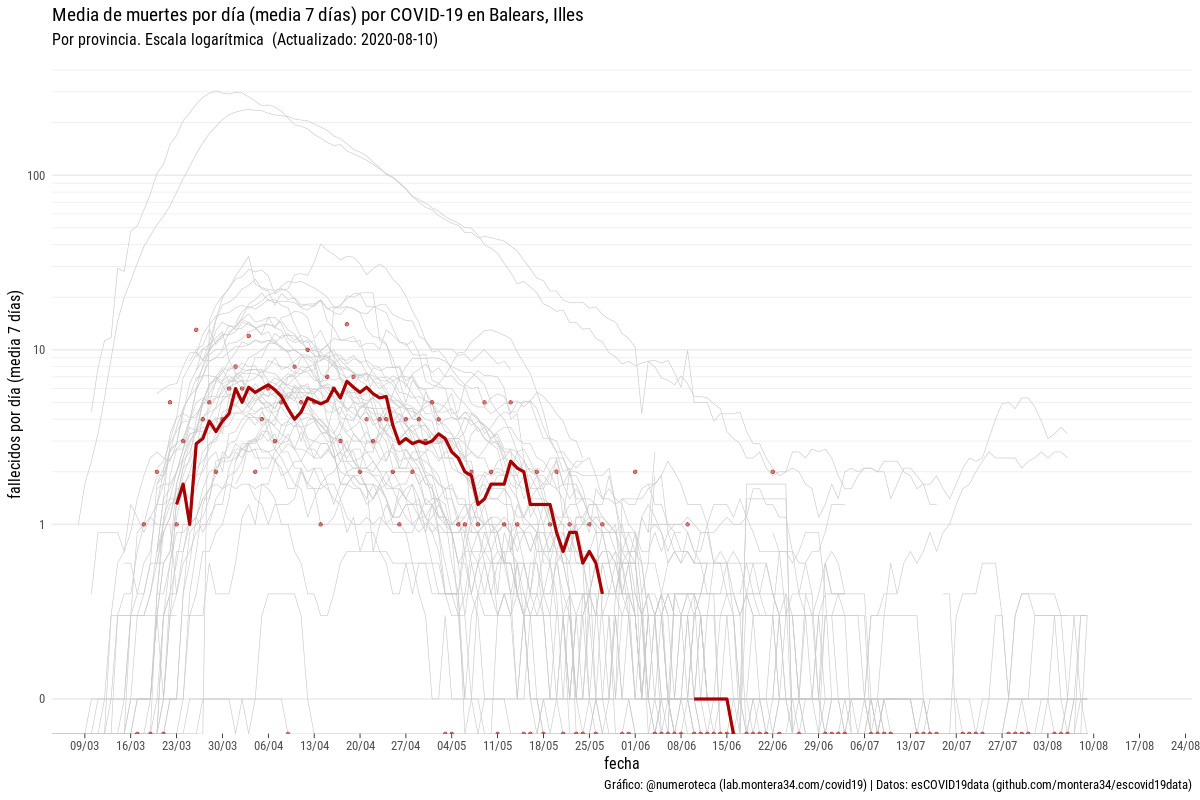 Media de muertes por día (media 7 días) por COVID-19 en Balears, Illes
Por provincia. Escala logarítmica (Actualizado: 2020-08-10)
fallecidos por día (media 7 días)
100
10
1
0
09/03 16/03 23/03 30/03 06/04 13/04 20/04 27/04 04/05 11/05 18/05 25/05 01/06 08/06 15/06 22/06 29/06 06/07 13/07 20/07 27/07 03/08 10/08 17/08 24/08
fecha
Gráfico: @numeroteca (lab.montera34.com/covid19) | Datos: esCOVID19data (github.com/montera34/escovid19data)